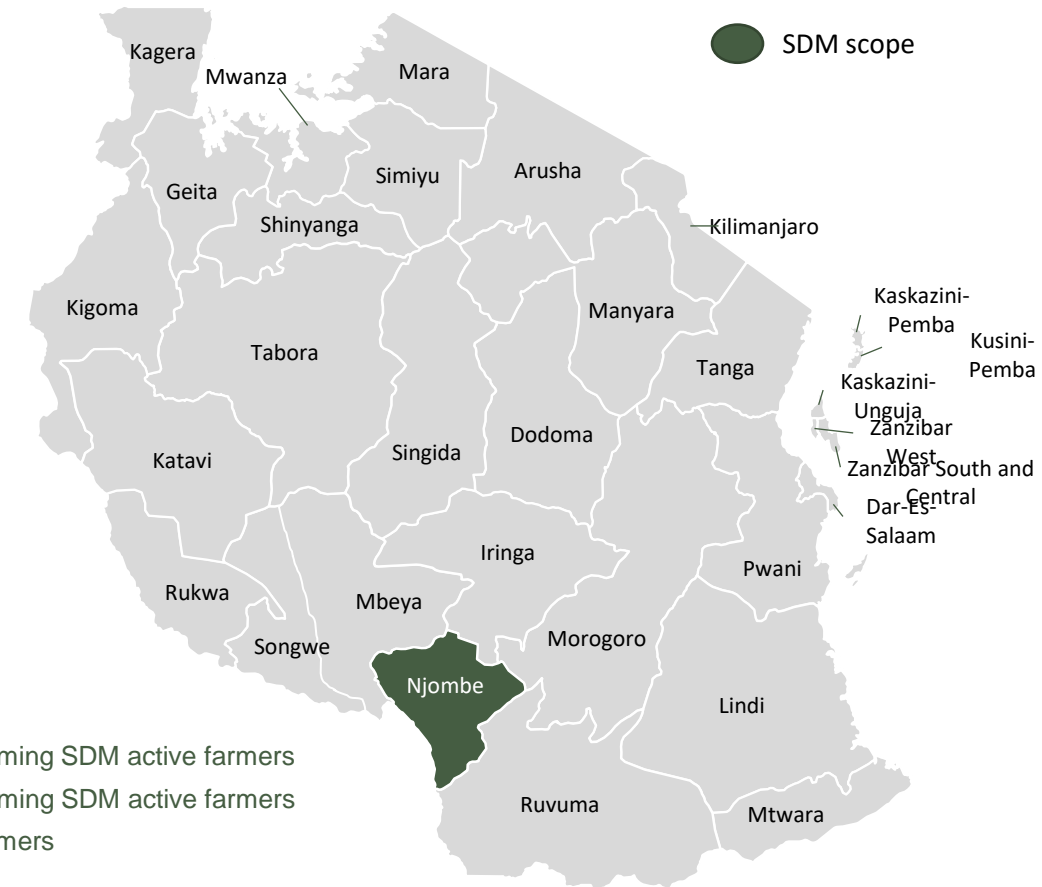 SDM scope
Kagera
Mwanza
Mara
Simiyu
Arusha
Geita
Shinyanga
Kilimanjaro
Kigoma
Manyara
Kaskazini-
Pemba
Kusini-
Pemba
Tabora
Tanga
Kaskazini-
Unguja
Zanzibar
West
Dodoma
Singida
Katavi
Zanzibar South and
Central
Dar-Es-
Salaam
Iringa
Pwani
Rukwa
Mbeya
Songwe
Morogoro
Njombe
Lindi
ming SDM active farmers
ming SDM active farmers
mers
Ruvuma
Mtwara